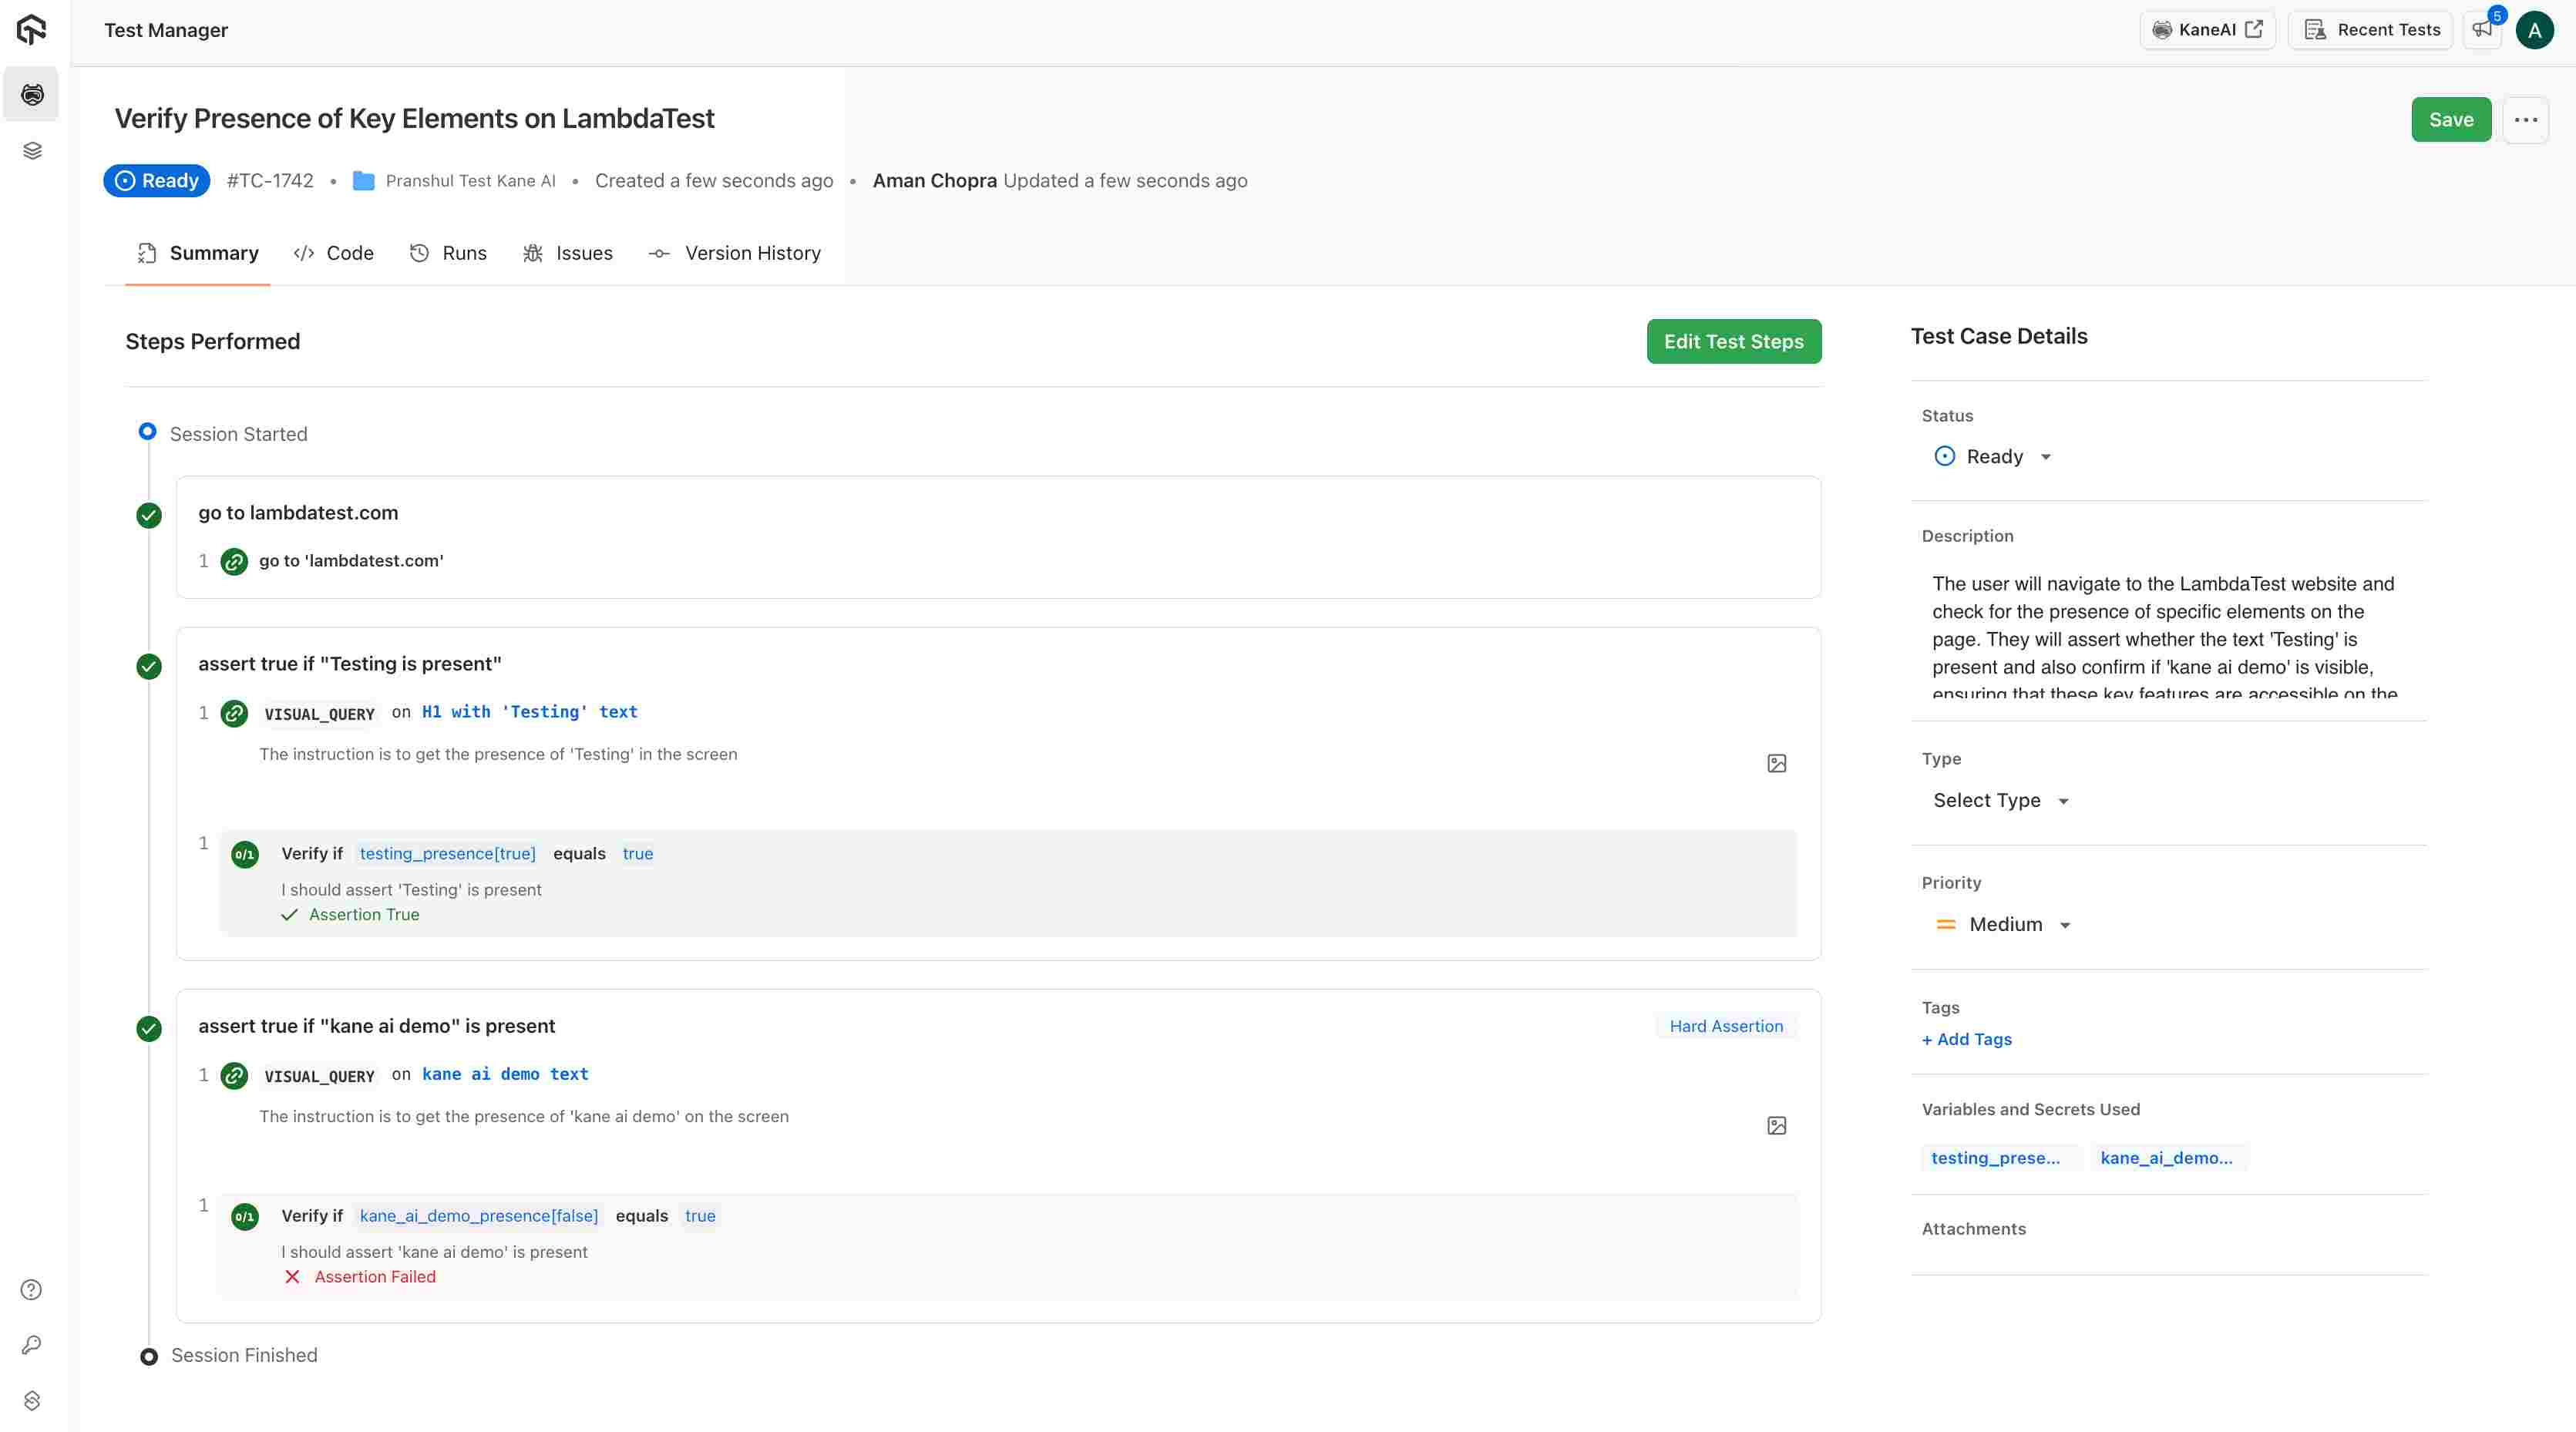 Test Manager
KaneAI
Recent Tests
5
A
Verify Presence of Key Elements on LambdaTest
Save
Ready #TC-1742 • Pranshul Test Kane AI • Created a few seconds ago • Aman Chopra Updated a few seconds ago
Summary
</> Code
Runs
Issues
Version History
Steps Performed
Edit Test Steps
Session Started
go to lambdatest.com
1 go to 'lambdatest.com'
assert true if "Testing is present"
1 VISUAL_QUERY on H1 with 'Testing' text
The instruction is to get the presence of 'Testing' in the screen
1 0/1 Verify if testing_presence[true] equals true
I should assert 'Testing' is present
Assertion True
assert true if "kane ai demo" is present
Hard Assertion
1 VISUAL_QUERY on kane ai demo text
The instruction is to get the presence of 'kane ai demo' on the screen
1 0/1 Verify if kane_ai_demo_presence[false] equals true
I should assert 'kane ai demo' is present
Assertion Failed
Session Finished
Test Case Details
Status
Ready
Description
The user will navigate to the LambdaTest website and
check for the presence of specific elements on the
page. They will assert whether the text 'Testing' is
present and also confirm if 'kane ai demo' is visible,
ensuring that these key features are accessible on the
Type
Select Type
Priority
Medium
Tags
+ Add Tags
Variables and Secrets Used
testing_prese... kane_ai_demo...
Attachments